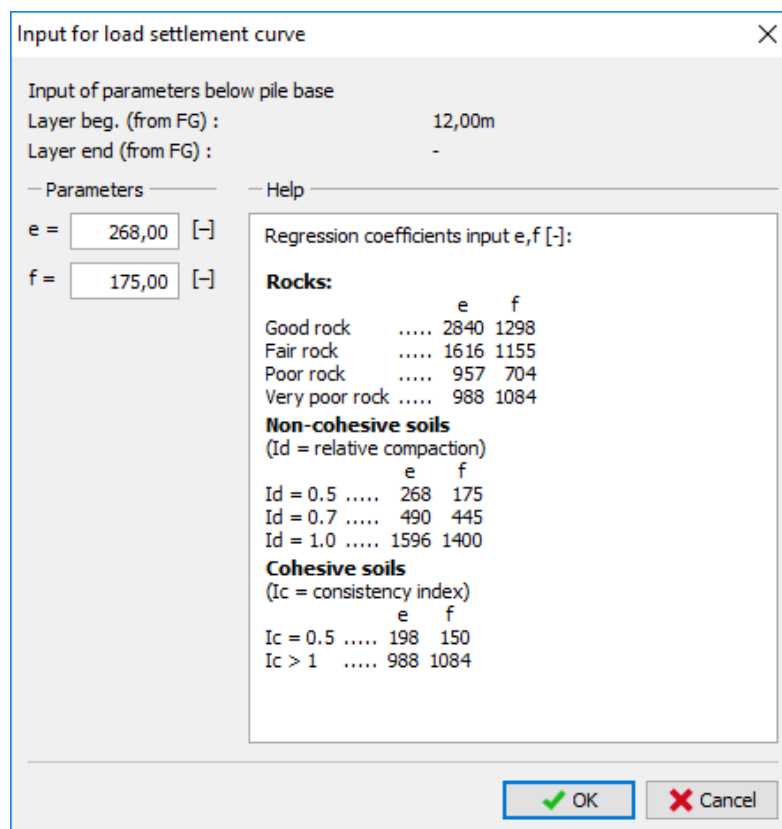 Input for load settlement curve
Input of parameters below pile base
Layer beg. (from FG) : 12,00m
Layer end (from FG) : -
Parameters
e = 268,00 [–]
f = 175,00 [–]
Help
Regression coefficients input e,f [-]:
Rocks:
e f
Good rock ..... 2840 1298
Fair rock ..... 1616 1155
Poor rock ..... 957 704
Very poor rock ..... 988 1084
Non-cohesive soils
(Id = relative compaction)
e f
Id = 0.5 ..... 268 175
Id = 0.7 ..... 490 445
Id = 1.0 ..... 1596 1400
Cohesive soils
(Ic = consistency index)
e f
Ic = 0.5 ..... 198 150
Ic > 1 ..... 988 1084
OK
Cancel